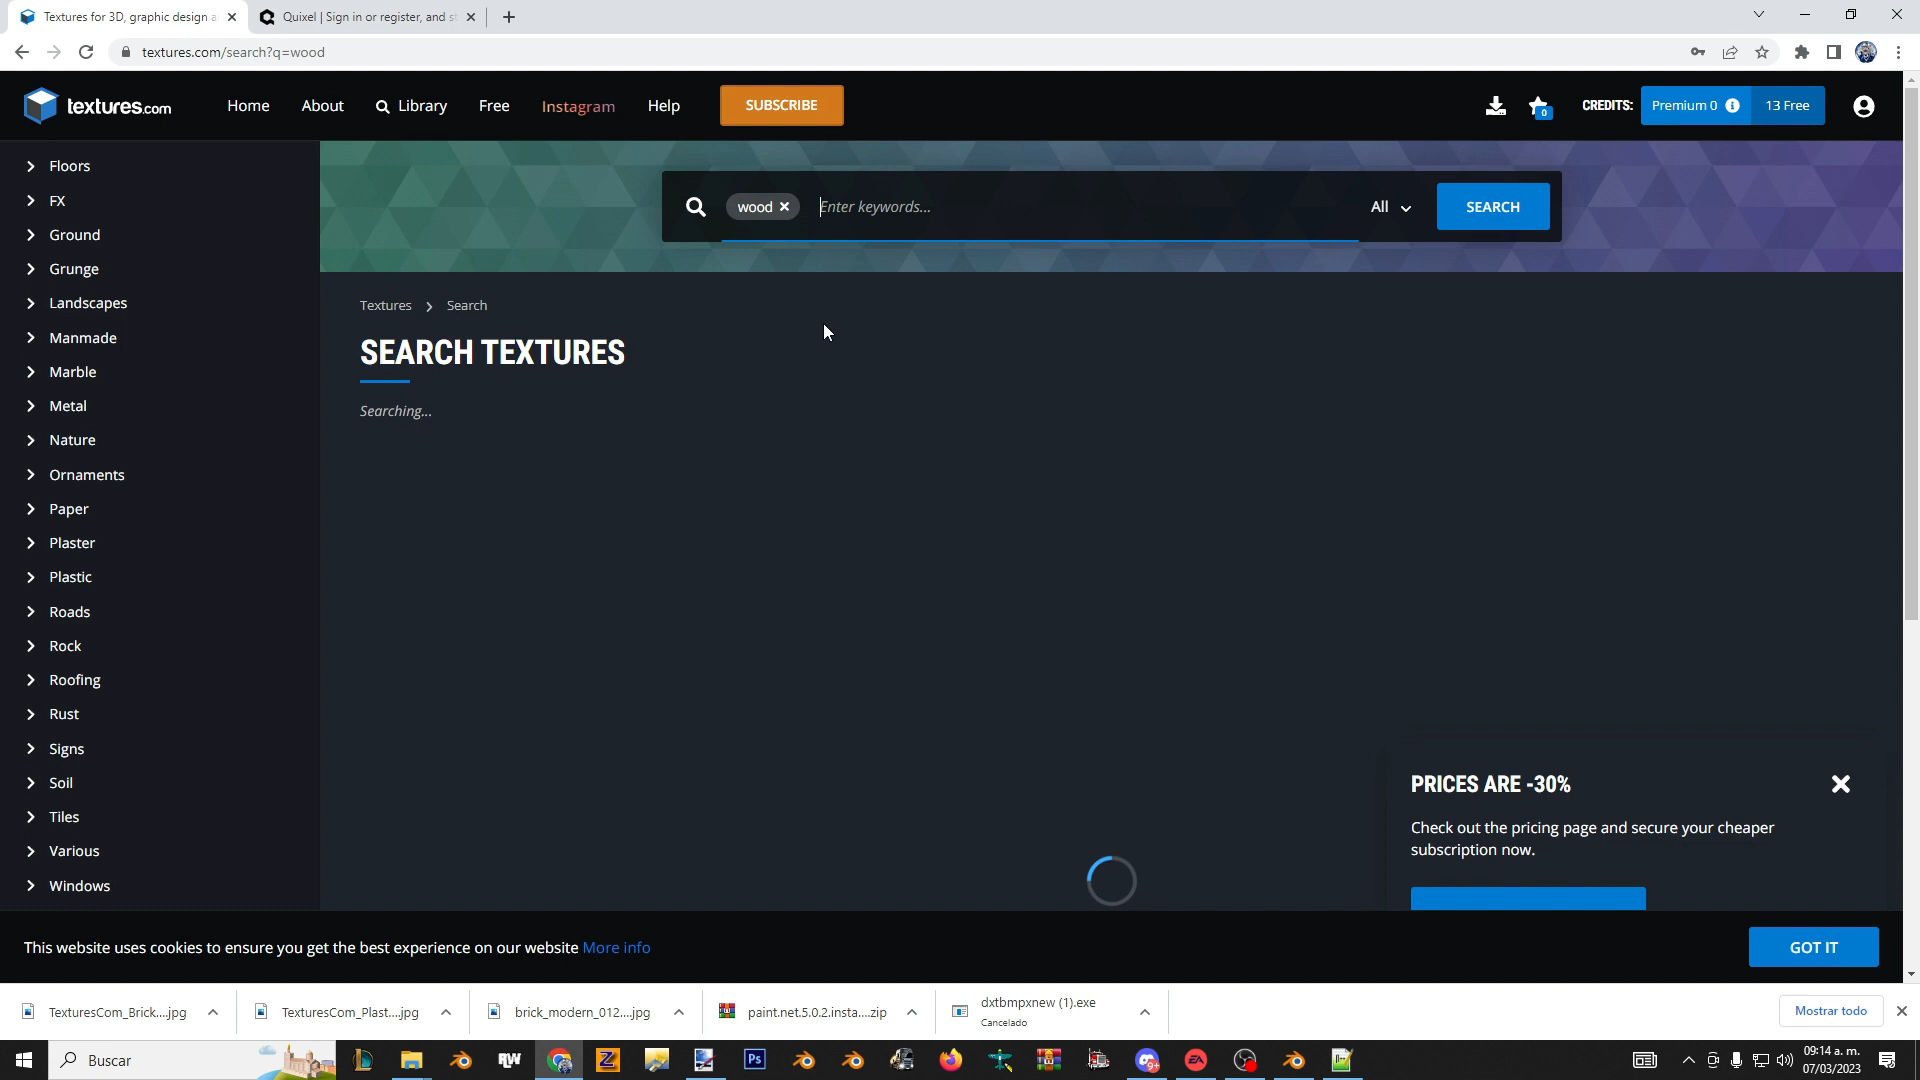 Textures for 3D, graphic design a
Quixel | Sign in or register, and st
textures.com/search?q=wood
textures.com
Home
About
Library
Free
Instagram
Help
SUBSCRIBE
0
CREDITS:
Premium 0
13 Free
Floors
FX
Ground
Grunge
Landscapes
Manmade
Marble
Metal
Nature
Ornaments
Paper
Plaster
Plastic
Roads
Rock
Roofing
Rust
Signs
Soil
Tiles
Various
Windows
wood
Enter keywords...
All
SEARCH
Textures
Search
SEARCH TEXTURES
Searching...
PRICES ARE -30%
Check out the pricing page and secure your cheaper
subscription now.
This website uses cookies to ensure you get the best experience on our website More info
GOT IT
TexturesCom_Brick....jpg
TexturesCom_Plast....jpg
brick_modern_012....jpg
paint.net.5.0.2.insta....zip
dxtbmpxnew (1).exe
Cancelado
Mostrar todo
Buscar
RW
Z
Ps
9+
EA
09:14 a. m.
07/03/2023